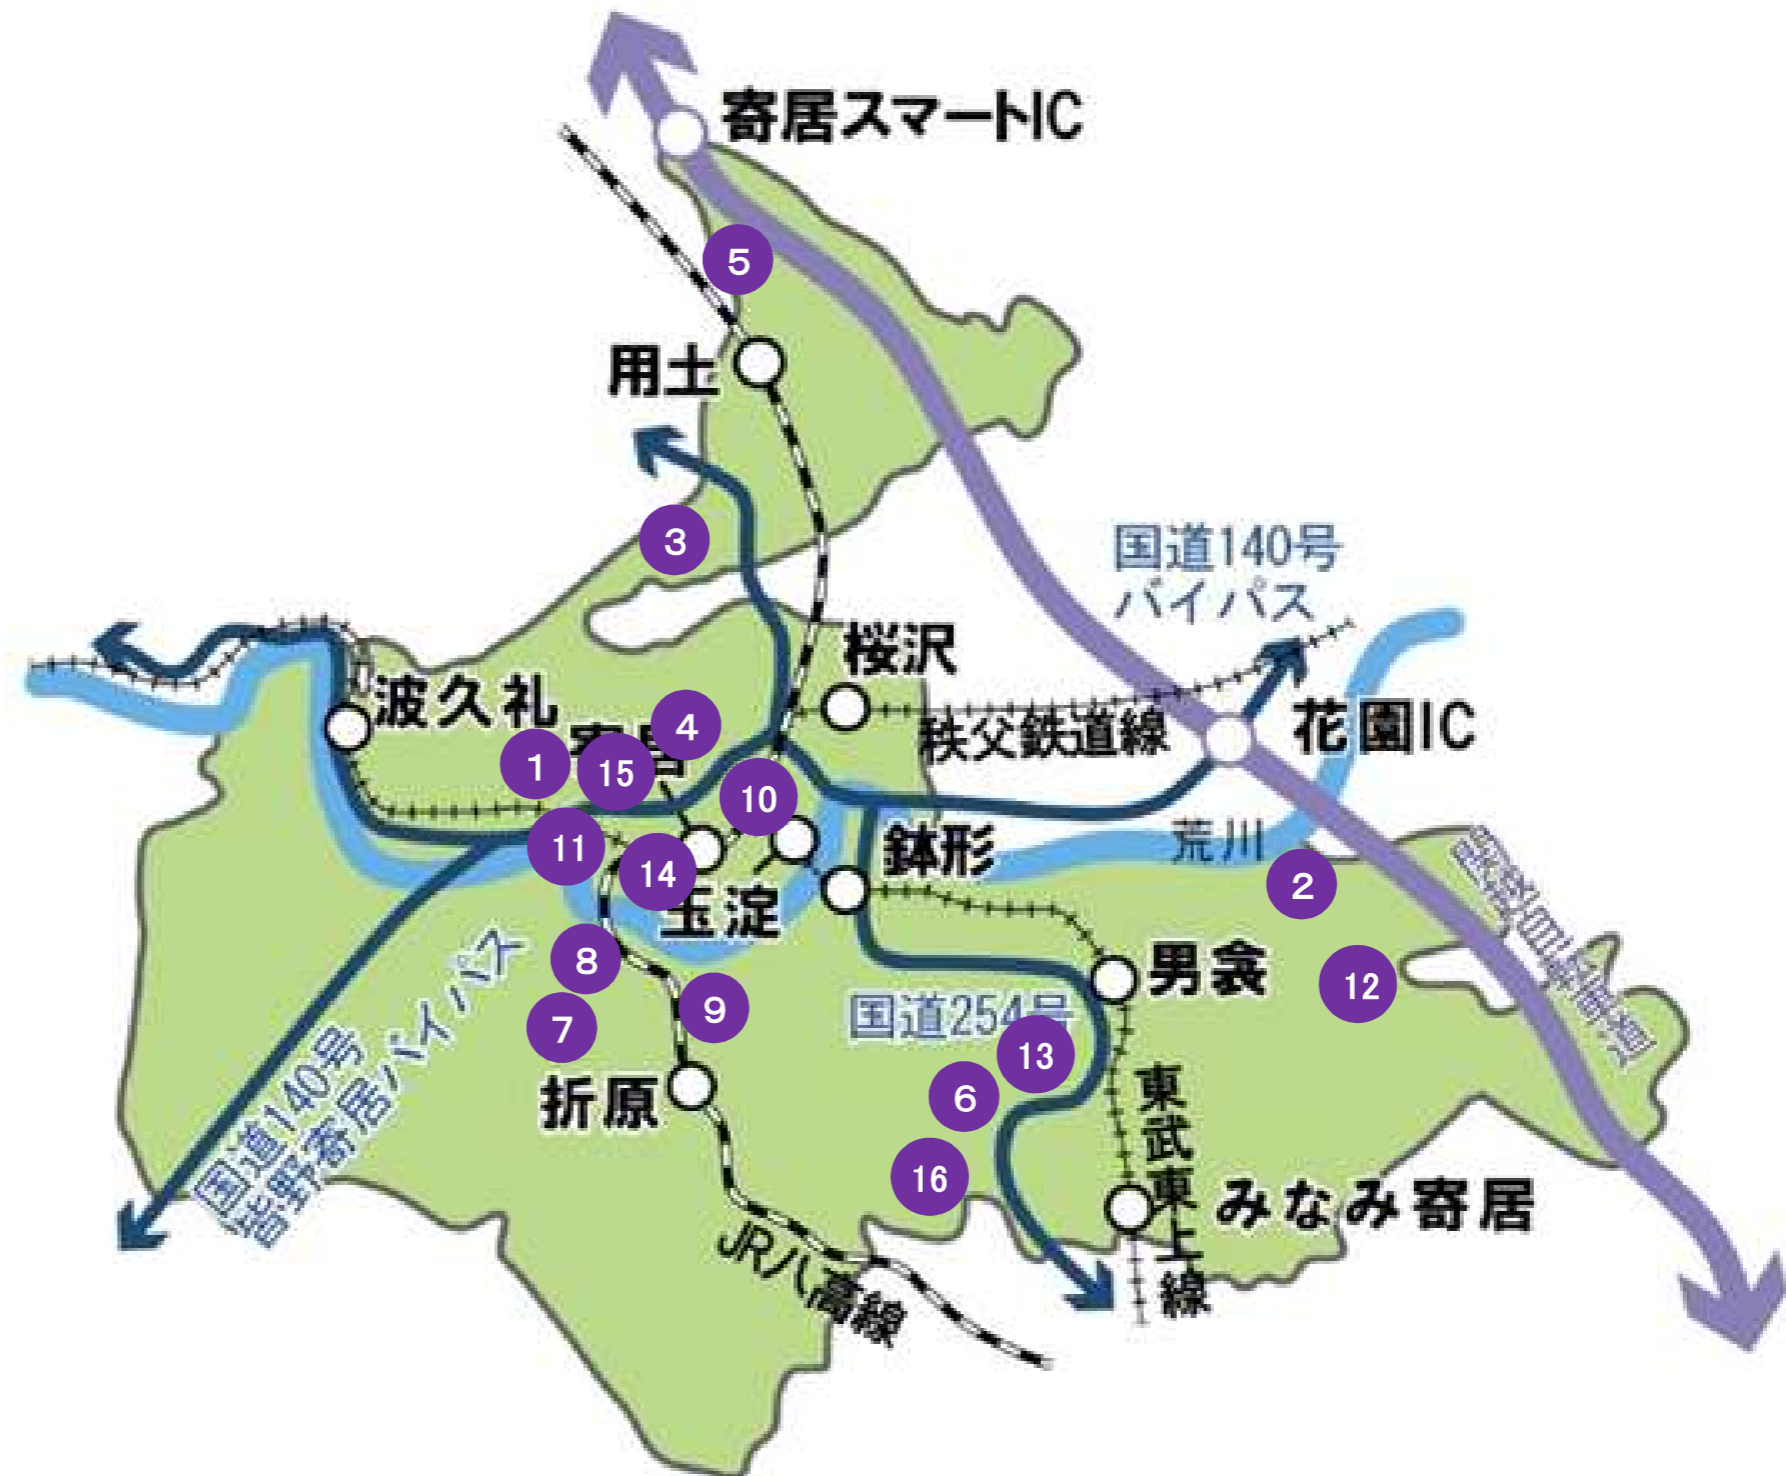 寄居スマートIC
5
用土
3
国道140号
バイパス
桜沢
波久礼
4
寄居
秩父鉄道線
花園IC
1
15
10
11
14
鉢形
荒川
2
玉淀
8
男衾
12
7
9
国道254号
13
6
折原
国道140号
皆野寄居バイパス
16
東武東上線
みなみ寄居
JR八高線